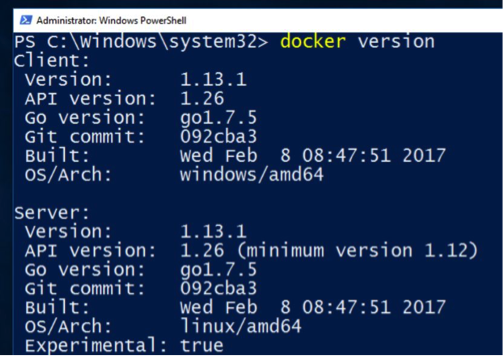 Administrator: Windows PowerShell
PS C:\Windows\system32> docker version
Client:
 Version:      1.13.1
 API version:  1.26
 Go version:   go1.7.5
 Git commit:   092cba3
 Built:        Wed Feb  8 08:47:51 2017
 OS/Arch:      windows/amd64

Server:
 Version:      1.13.1
 API version:  1.26 (minimum version 1.12)
 Go version:   go1.7.5
 Git commit:   092cba3
 Built:        Wed Feb  8 08:47:51 2017
 OS/Arch:      linux/amd64
 Experimental: true